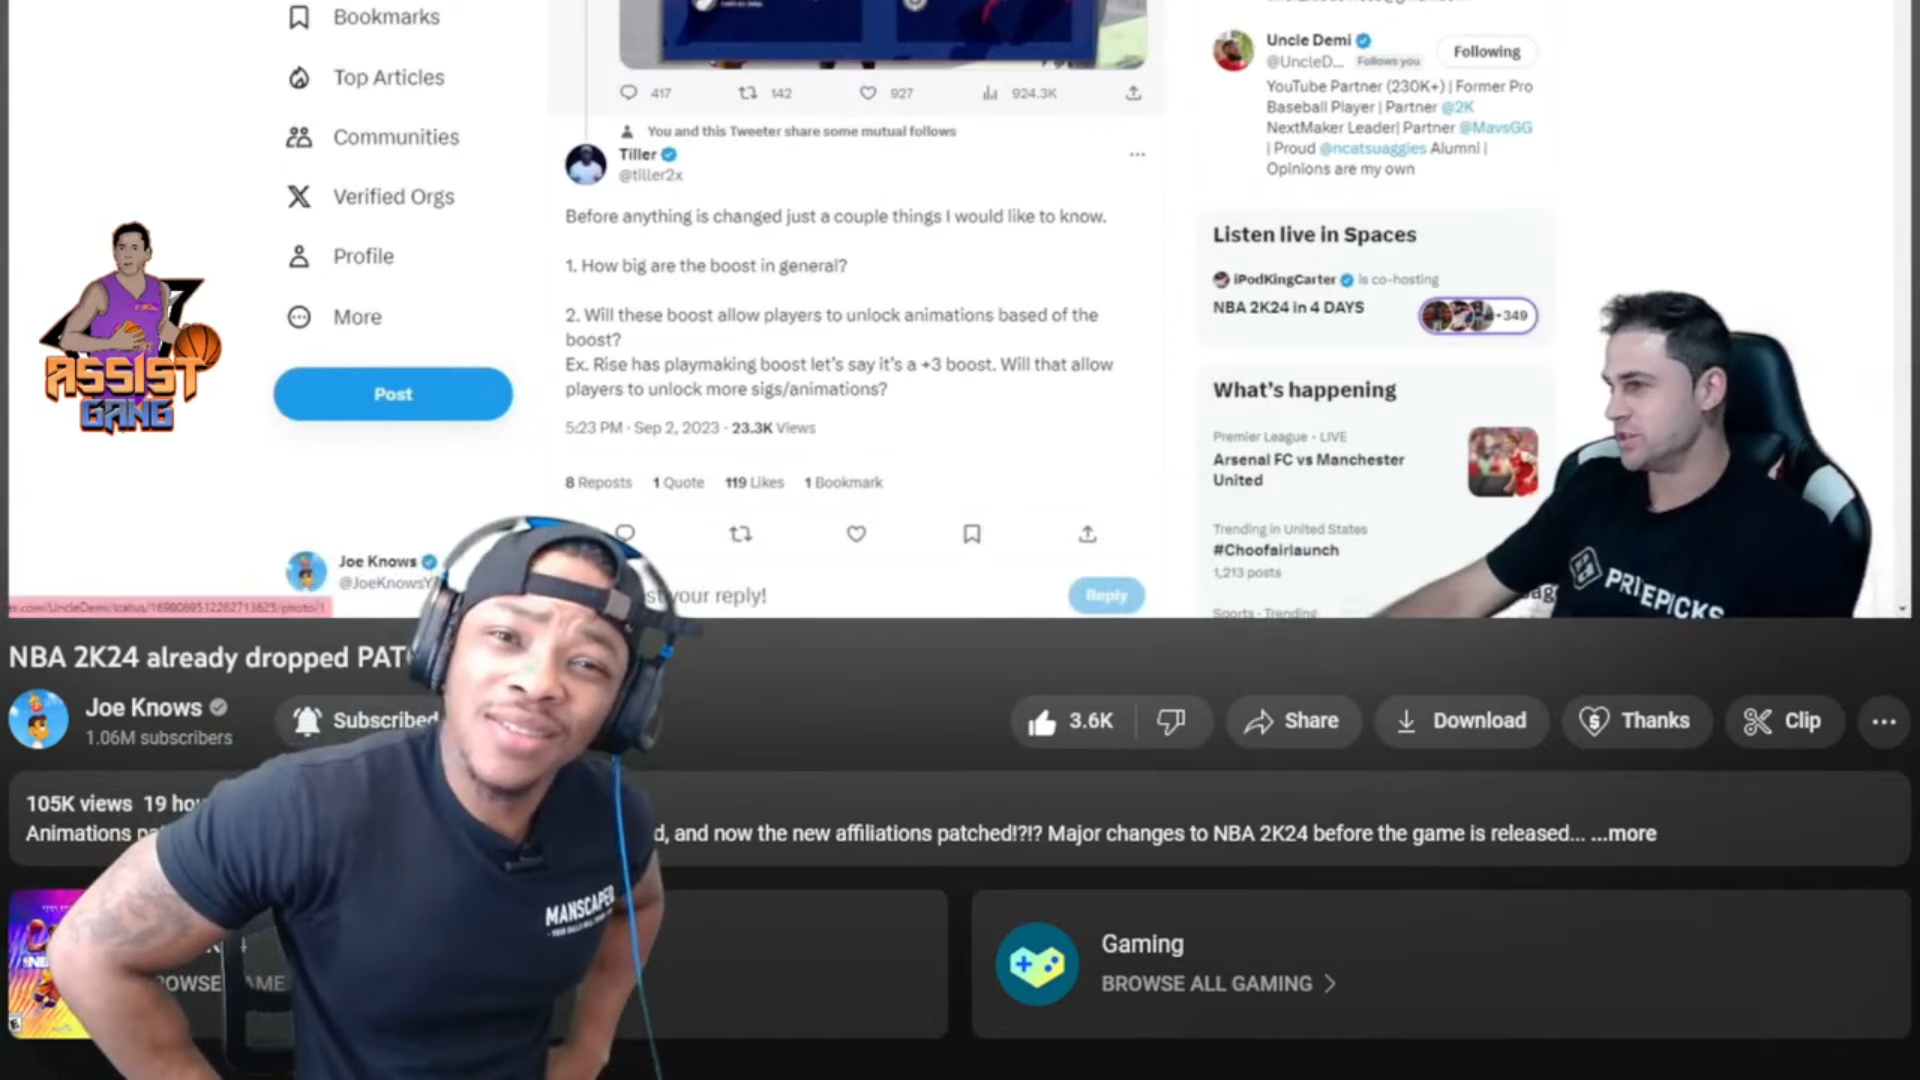 Bookmarks
Top Articles
Communities
Verified Orgs
Profile
More
Post
ASSIST
GANG
Joe Knows
@JoeKnowsY
417
142
927
924.3K
You and this Tweeter share some mutual follows
Tiller
@tiller2x
Before anything is changed just a couple things I would like to know.
1. How big are the boost in general?
2. Will these boost allow players to unlock animations based of the
boost?
Ex. Rise has playmaking boost let's say it's a +3 boost. Will that allow
players to unlock more sigs/animations?
5:23 PM · Sep 2, 2023 · 23.3K Views
8 Reposts 1 Quote 119 Likes 1 Bookmark
your reply!
Reply
Uncle Demi
@UncleD... Follows you
Following
YouTube Partner (230K+) | Former Pro
Baseball Player | Partner @2K
NextMaker Leader| Partner @MavsGG
| Proud @ncatsuaggies Alumni |
Opinions are my own
Listen live in Spaces
iPodKingCarter is co-hosting
NBA 2K24 in 4 DAYS
+349
What's happening
Premier League · LIVE
Arsenal FC vs Manchester
United
Trending in United States
#Choofairlaunch
1,213 posts
Sports · Trending
PRIZEPICKS
NBA 2K24 already dropped PAT
Joe Knows
1.06M subscribers
Subscribed
3.6K
Share
Download
Thanks
Clip
105K views 19 hou
Animations pa
d, and now the new affiliations patched!?!? Major changes to NBA 2K24 before the game is released... ...more
MANSCAPED
Gaming
BROWSE ALL GAMING